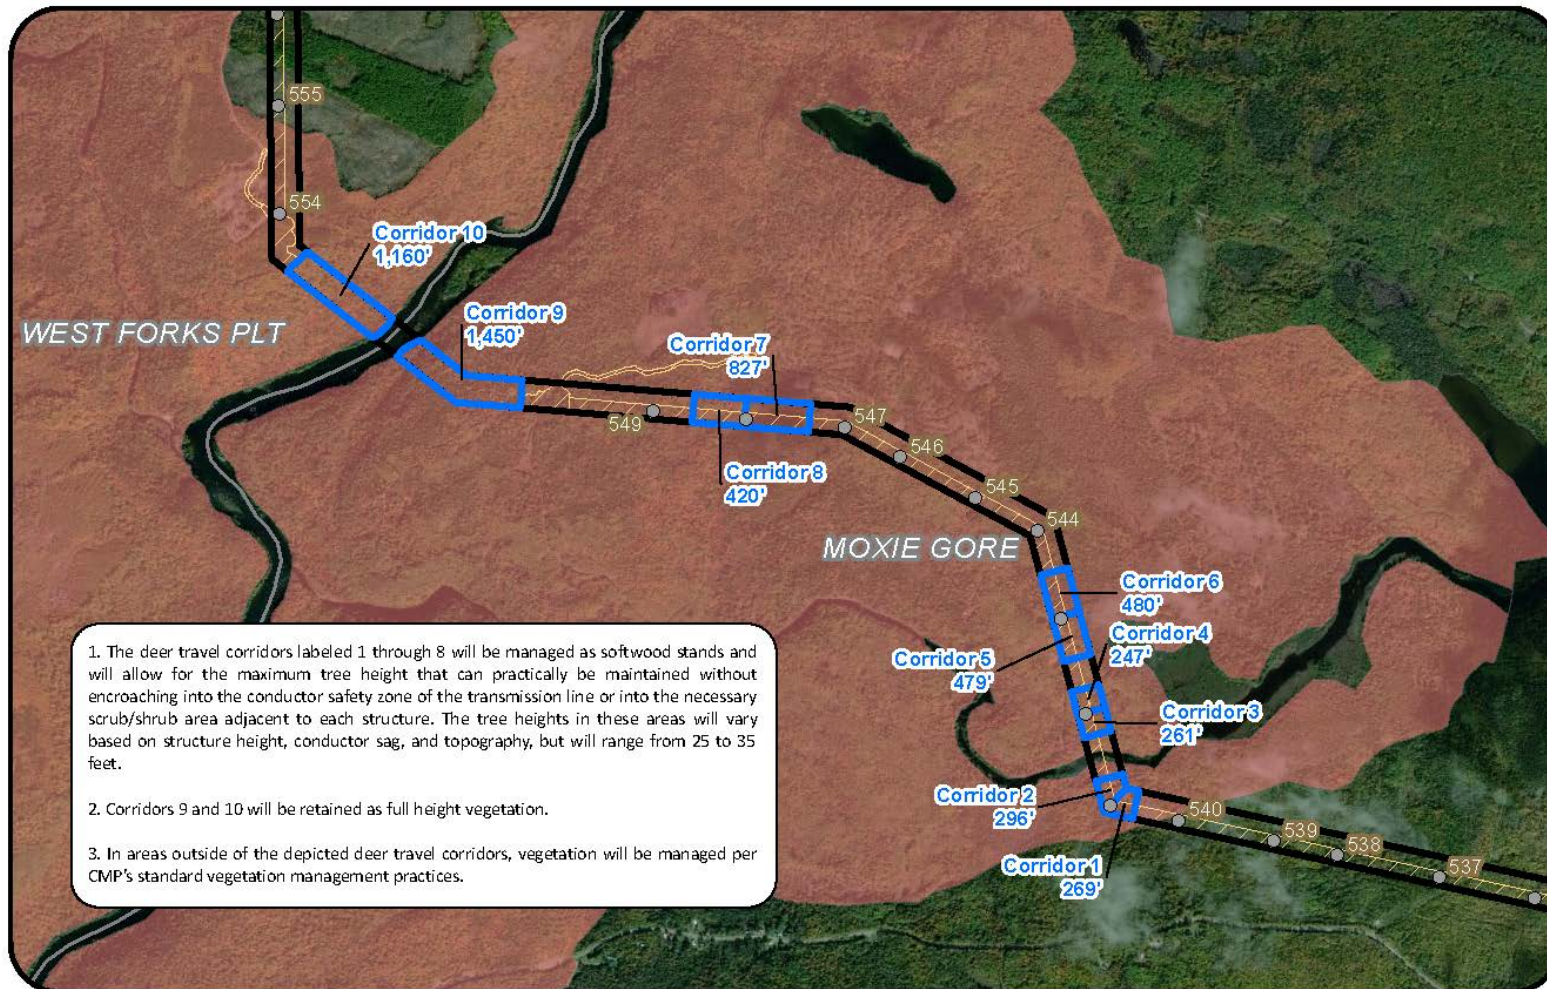 555
554
Corridor 10
1,160'
WEST FORKS PLT
Corridor 9
1,450'
Corridor 7
827'
549
547
546
Corridor 8
420'
545
544
MOXIE GORE
Corridor 6
480'
Corridor 4
247'
Corridor 5
479'
Corridor 3
261'
Corridor 2
296'
540
539
538
537
Corridor 1
269'
1. The deer travel corridors labeled 1 through 8 will be managed as softwood stands and
will allow for the maximum tree height that can practically be maintained without
encroaching into the conductor safety zone of the transmission line or into the necessary
scrub/shrub area adjacent to each structure. The tree heights in these areas will vary
based on structure height, conductor sag, and topography, but will range from 25 to 35
feet.
2. Corridors 9 and 10 will be retained as full height vegetation.
3. In areas outside of the depicted deer travel corridors, vegetation will be managed per
CMP's standard vegetation management practices.